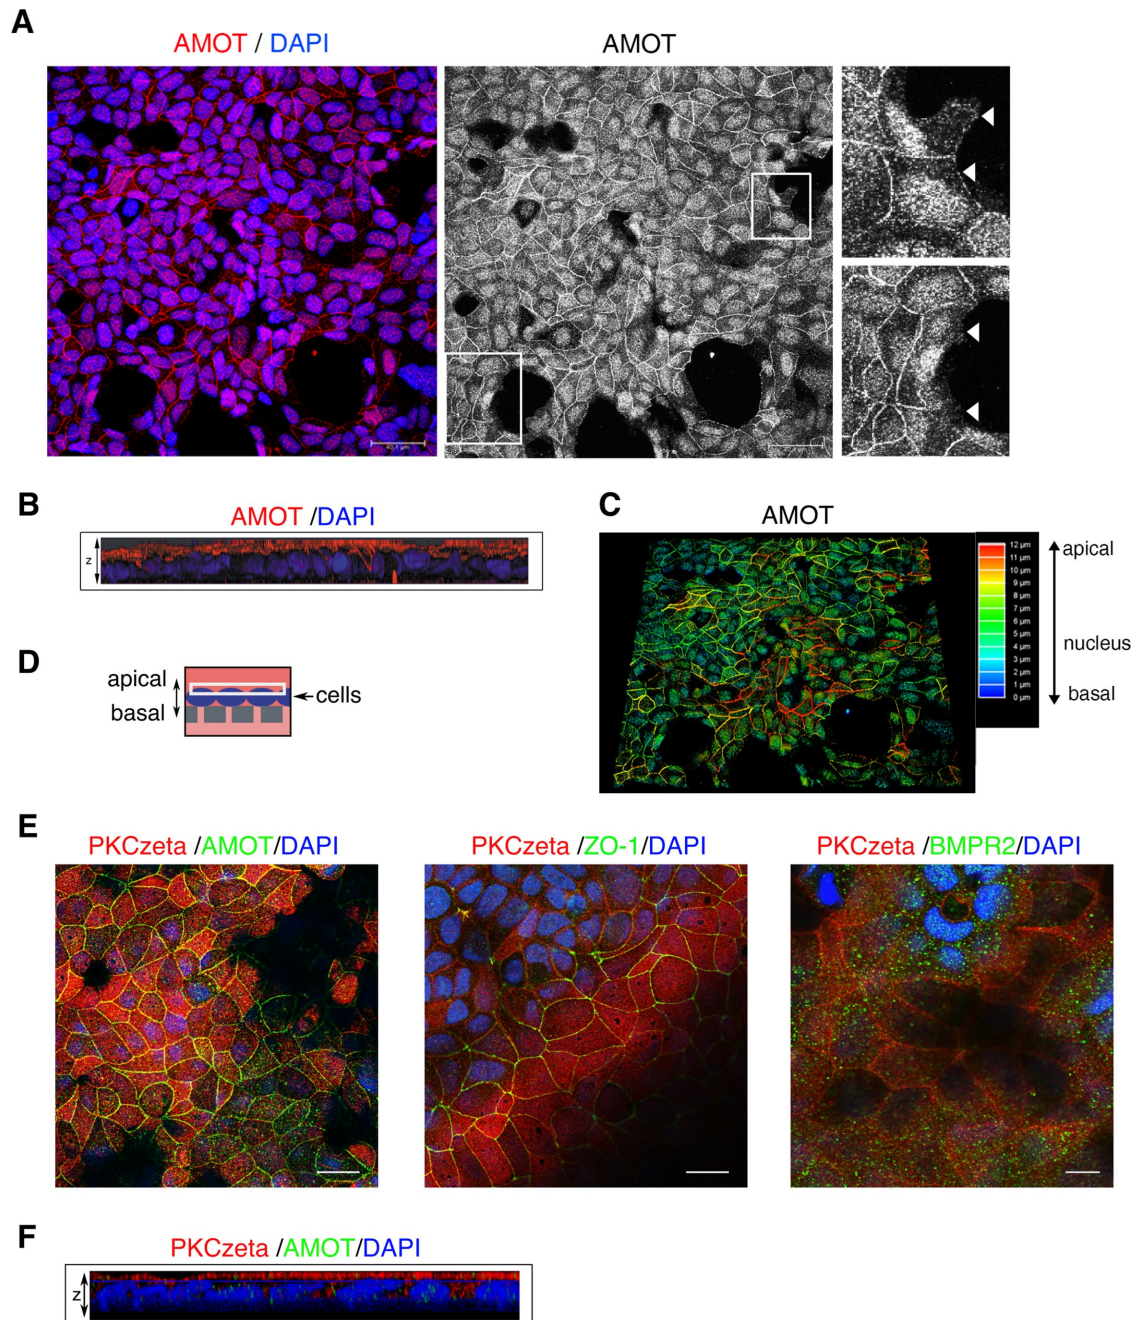 A
AMOT / DAPI
AMOT
B
AMOT /DAPI
z
C
AMOT
12 µm
11 µm
10 µm
9 µm
8 µm
7 µm
6 µm
5 µm
4 µm
3 µm
2 µm
1 µm
0 µm
apical
nucleus
basal
D
apical
basal
cells
E
PKCzeta /AMOT/DAPI
PKCzeta /ZO-1/DAPI
PKCzeta /BMPR2/DAPI
F
PKCzeta /AMOT/DAPI
z